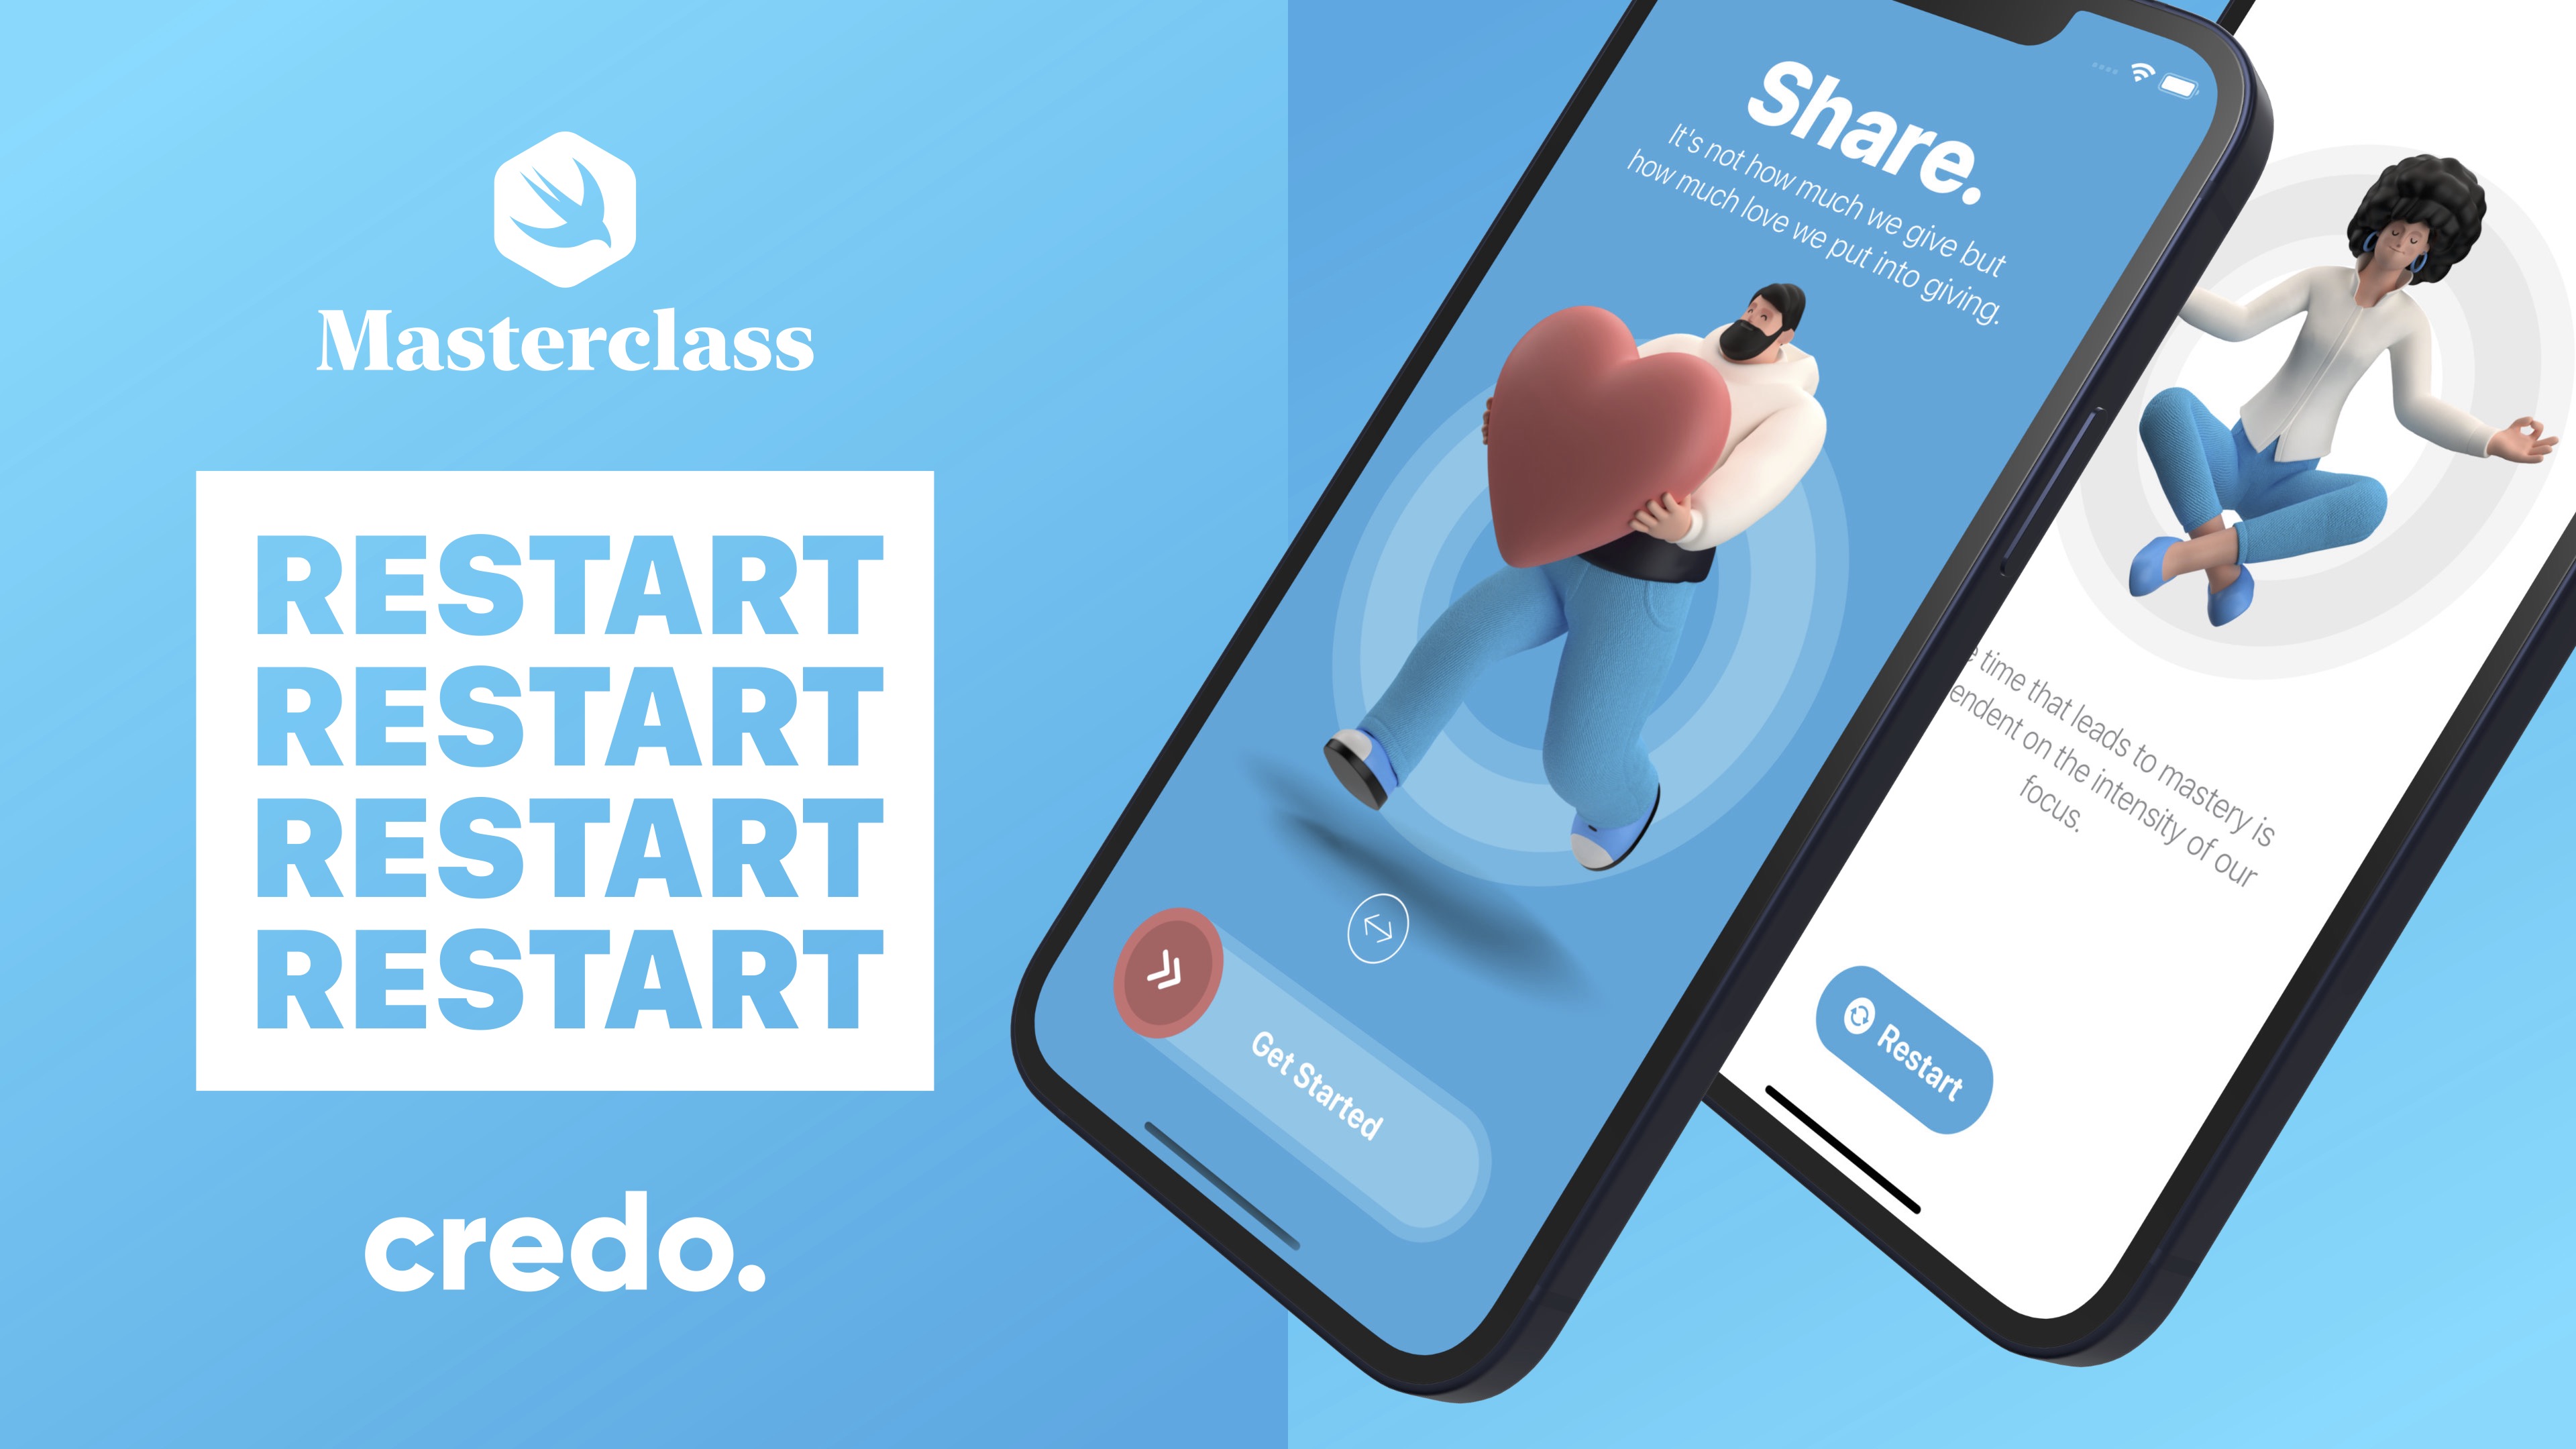 Masterclass
RESTART
RESTART
RESTART
RESTART
credo.
Share.
It's not how much we give but
how much love we put into giving.
Get Started
time that leads to mastery is
on the intensity of our
focus.
Restart